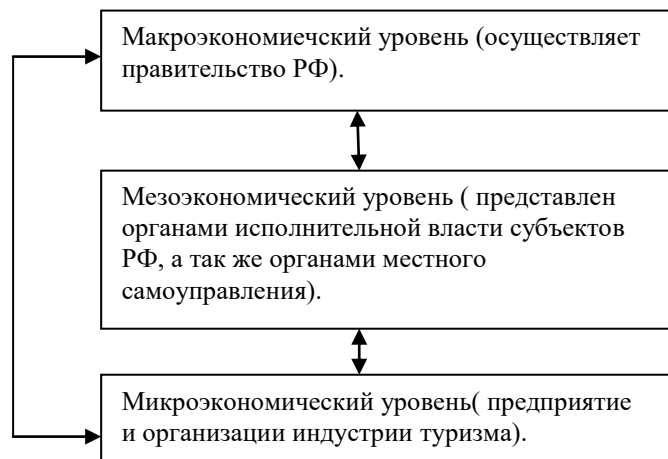 Макроэкономиечский уровень (осуществляет
правительство РФ).
Мезоэкономический уровень ( представлен
органами исполнительной власти субъектов
РФ, а так же органами местного
самоуправления).
Микроэкономический уровень( предприятие
и организации индустрии туризма).